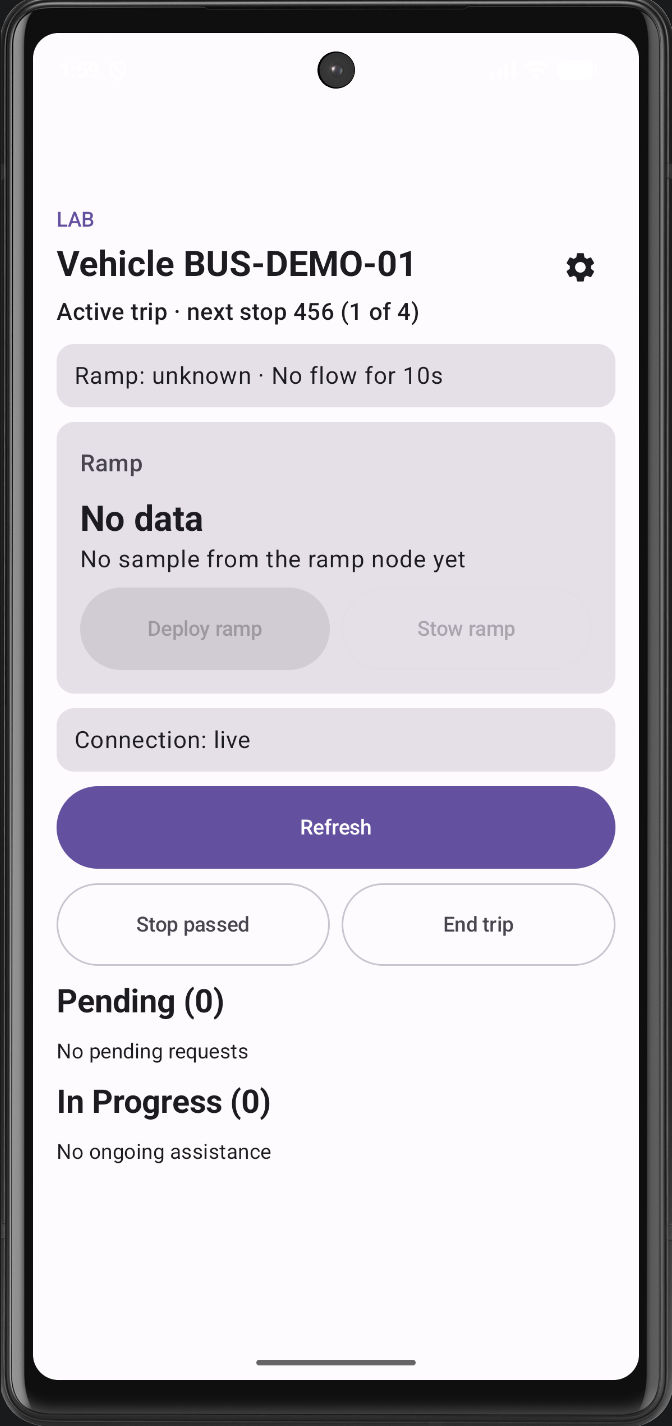 LAB
Vehicle BUS-DEMO-01
Active trip · next stop 456 (1 of 4)
Ramp: unknown · No flow for 10s
Ramp
No data
No sample from the ramp node yet
Deploy ramp
Stow ramp
Connection: live
Refresh
Stop passed
End trip
Pending (0)
No pending requests
In Progress (0)
No ongoing assistance